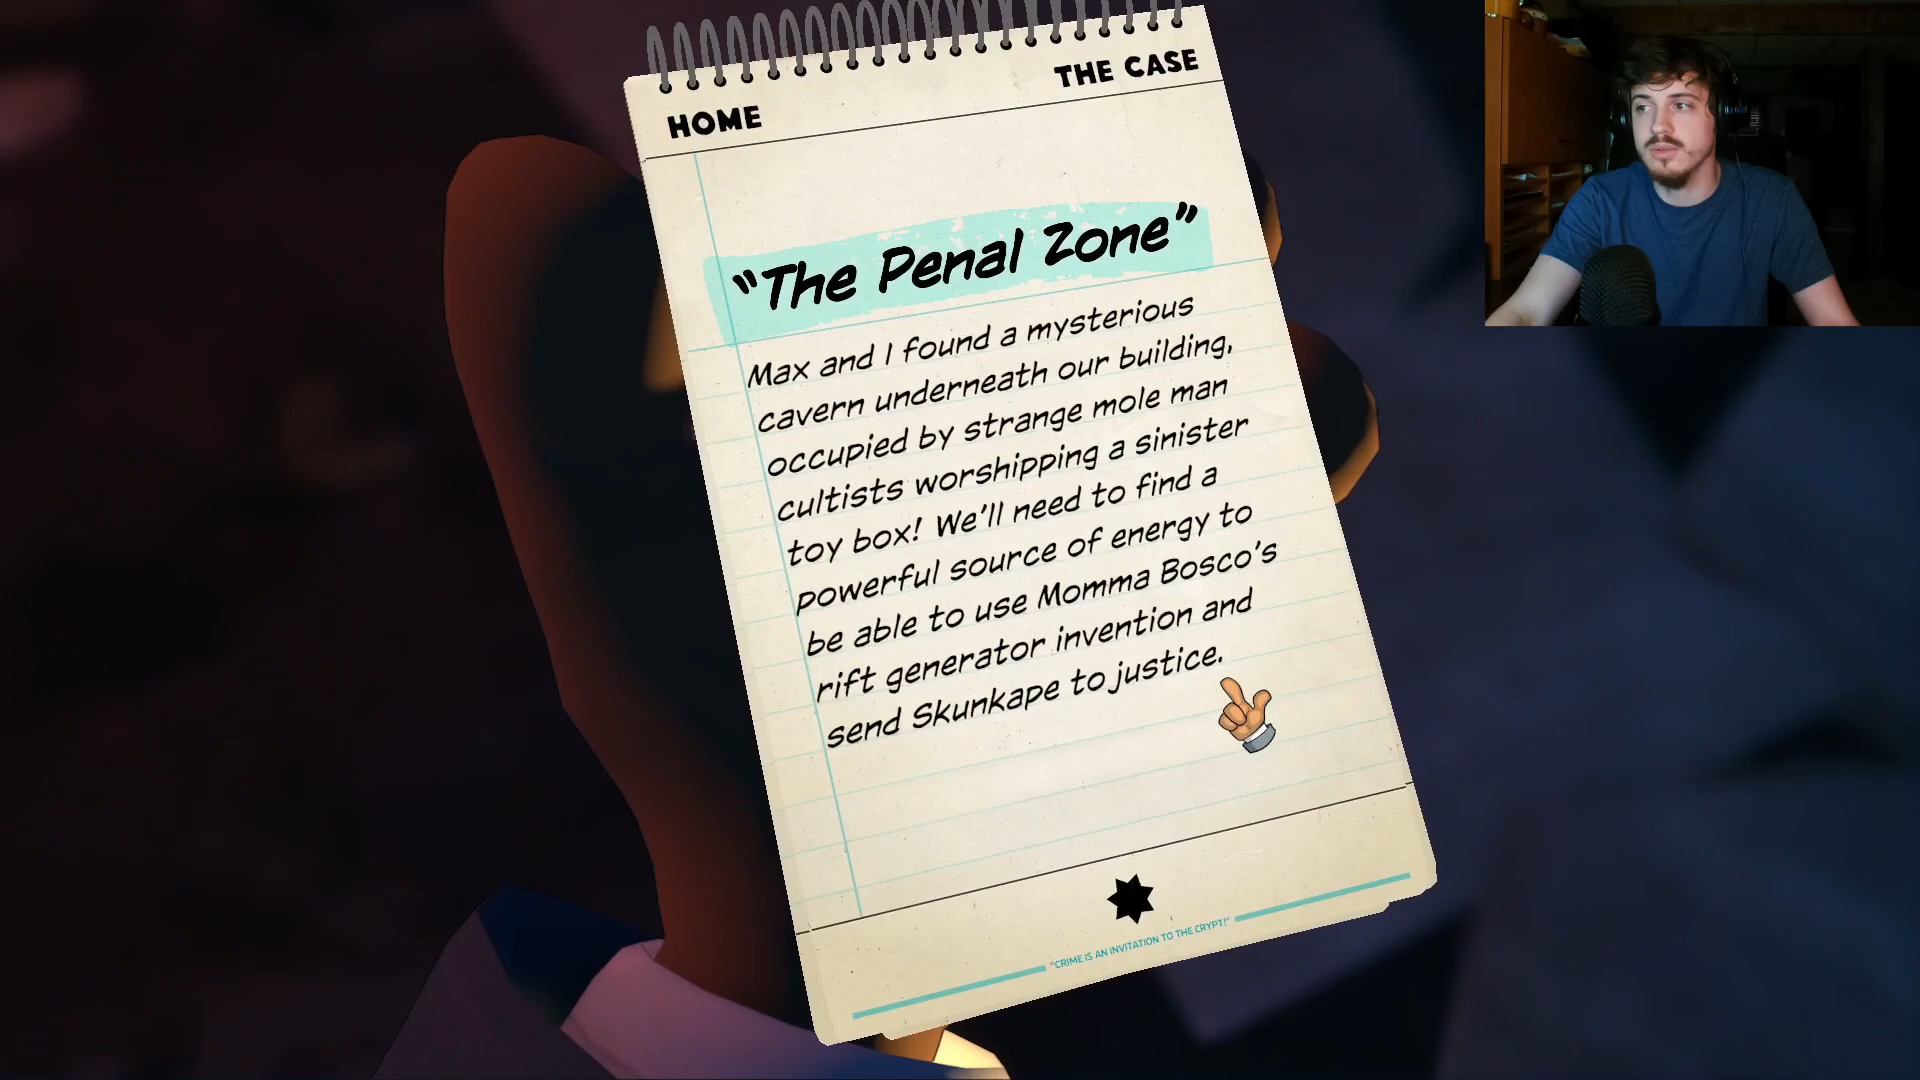 HOME
THE CASE
“The Penal Zone”
Max and I found a mysterious
cavern underneath our building,
occupied by strange mole man
cultists worshipping a sinister
toy box! We'll need to find a
powerful source of energy to
be able to use Momma Bosco's
rift generator invention and
send Skunkape to justice.
“CRIME IS AN INVITATION TO THE CRYPT!”